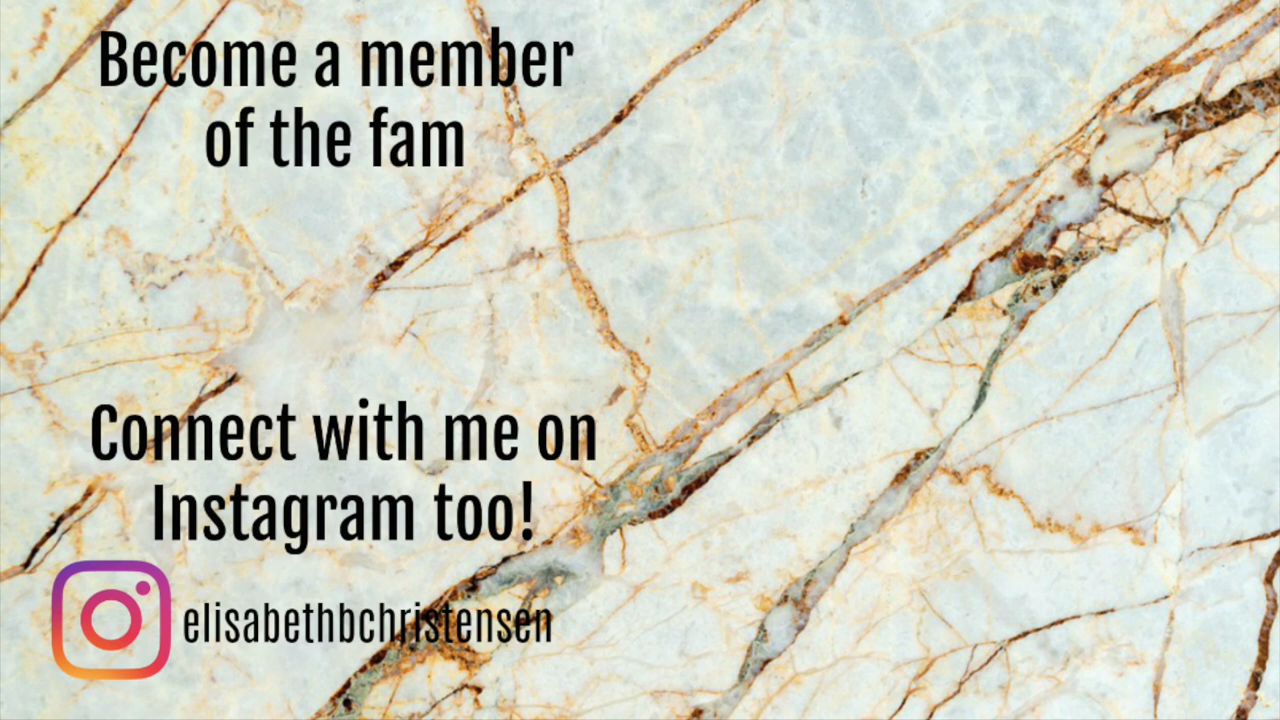 Become a member
of the fam
Connect with me on
Instagram too!
elisabethbchristensen